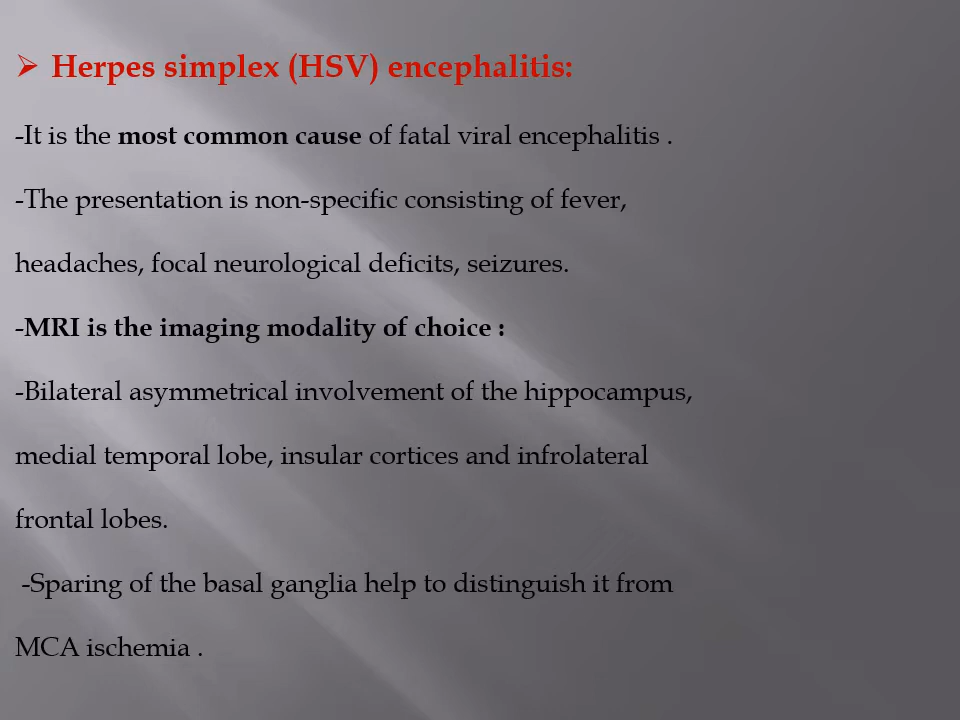 ➢ Herpes simplex (HSV) encephalitis:
-It is the most common cause of fatal viral encephalitis .
-The presentation is non-specific consisting of fever,
headaches, focal neurological deficits, seizures.
-MRI is the imaging modality of choice :
-Bilateral asymmetrical involvement of the hippocampus,
medial temporal lobe, insular cortices and infrolateral
frontal lobes.
-Sparing of the basal ganglia help to distinguish it from
MCA ischemia .